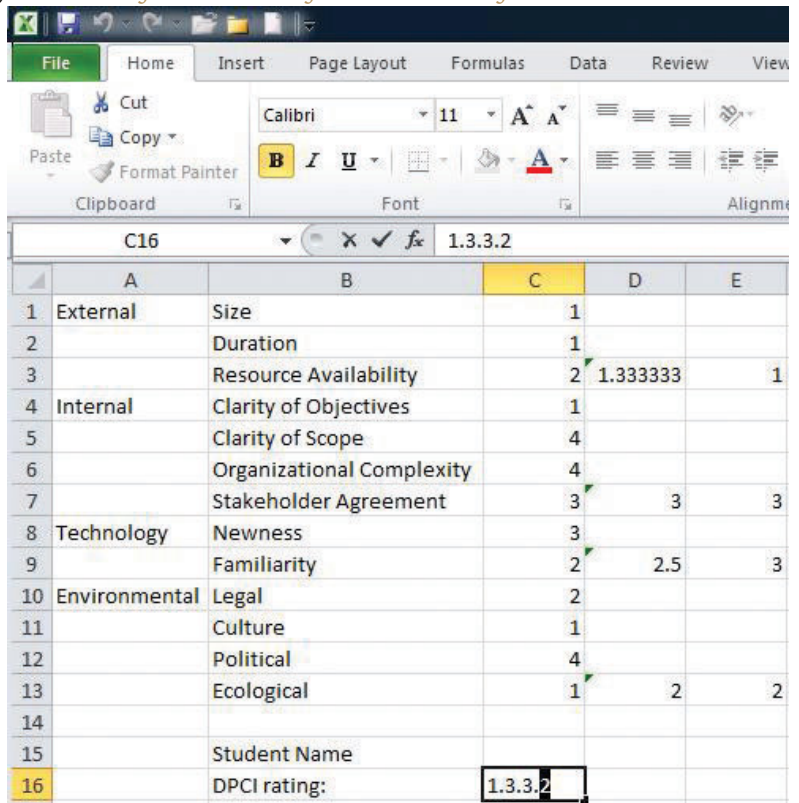 File Home Insert Page Layout Formulas Data Review View
Cut
Copy
Paste
Format Painter
Clipboard
Calibri 11 A A
B I U A
Font
Alignme
C16 fx 1.3.3.2
A B C D E
1 External Size 1
2 Duration 1
3 Resource Availability 2 1.333333 1
4 Internal Clarity of Objectives 1
5 Clarity of Scope 4
6 Organizational Complexity 4
7 Stakeholder Agreement 3 3 3
8 Technology Newness 3
9 Familiarity 2 2.5 3
10 Environmental Legal 2
11 Culture 1
12 Political 4
13 Ecological 1 2 2
14
15 Student Name
16 DPCI rating: 1.3.3.2